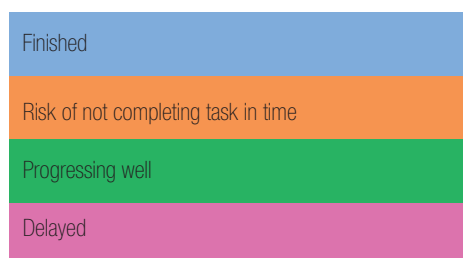 Finished
Risk of not completing task in time
Progressing well
Delayed